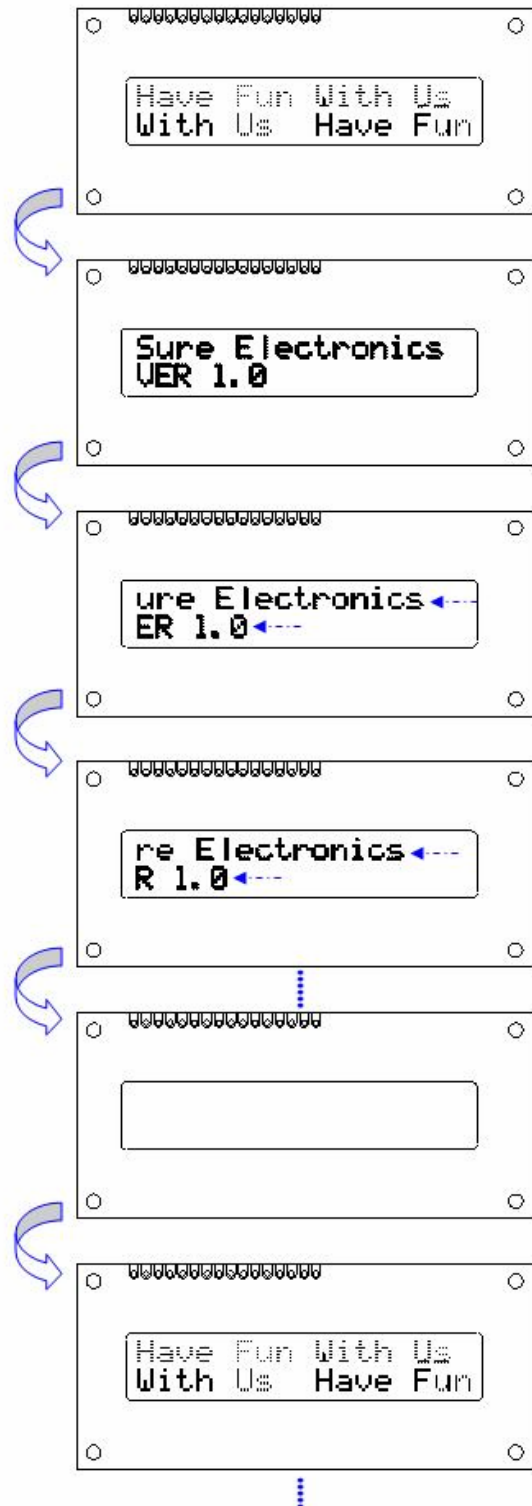 Have Fun With Us
With Us Have Fun
Sure Electronics
VER 1.0
ure Electronics
ER 1.0
re Electronics
R 1.0
Have Fun With Us
With Us Have Fun